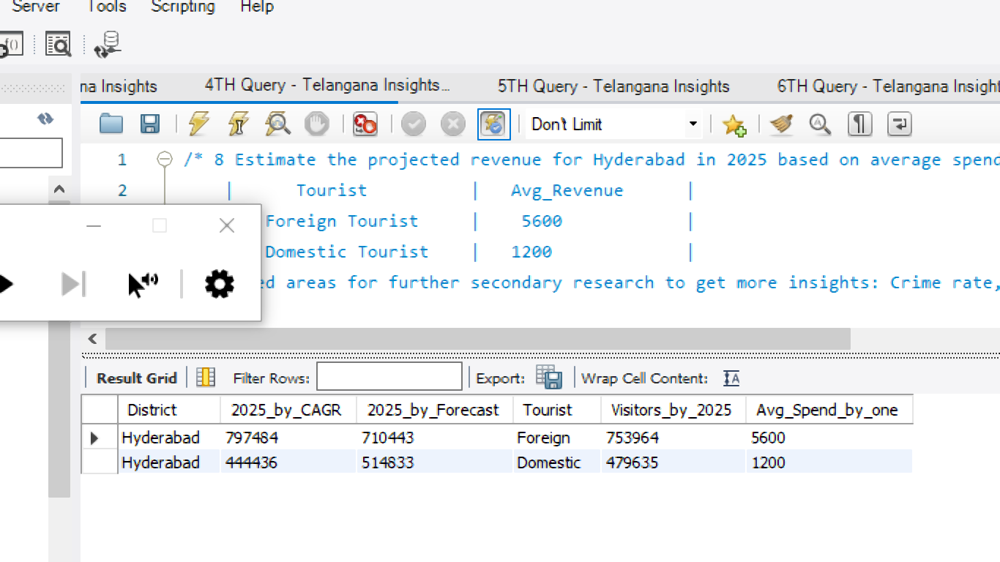 Server Tools Scripting Help
na Insights 4TH Query - Telangana Insights... 5TH Query - Telangana Insights 6TH Query - Telangana Insight
Don't Limit
1 /* 8 Estimate the projected revenue for Hyderabad in 2025 based on average spend
2 | Tourist | Avg_Revenue |
Foreign Tourist | 5600 |
Domestic Tourist | 1200 |
ed areas for further secondary research to get more insights: Crime rate,
Result Grid Filter Rows: Export: Wrap Cell Content:
District 2025_by_CAGR 2025_by_Forecast Tourist Visitors_by_2025 Avg_Spend_by_one
Hyderabad 797484 710443 Foreign 753964 5600
Hyderabad 444436 514833 Domestic 479635 1200